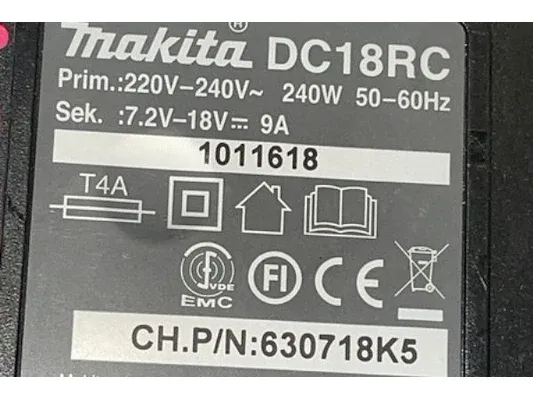 makita® DC18RC
Prim.:220V–240V~ 240W 50–60Hz
Sek. :7.2V–18V⎓ 9A
1011618
T4A
VDE
EMC
FI
CE
CH.P/N:630718K5